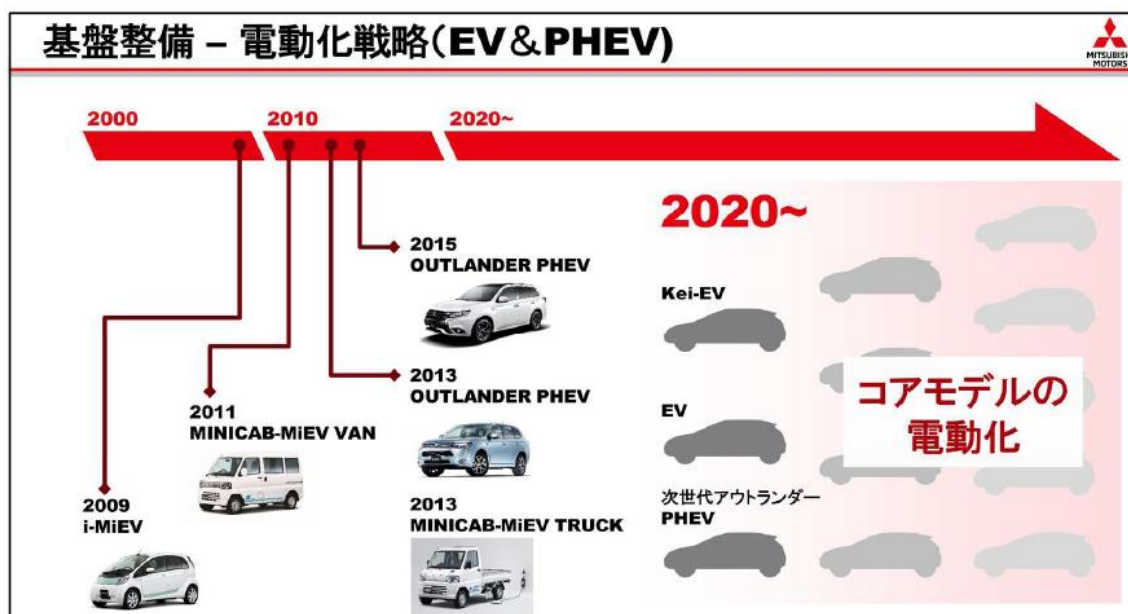 基盤整備 – 電動化戦略(EV&PHEV)
MITSUBISHI
MOTORS
2000
2010
2020~
2020~
2015
OUTLANDER PHEV
Kei-EV
2013
OUTLANDER PHEV
2011
MINICAB-MiEV VAN
EV
コアモデルの
電動化
2009
i-MiEV
2013
MINICAB-MiEV TRUCK
次世代アウトランダー
PHEV